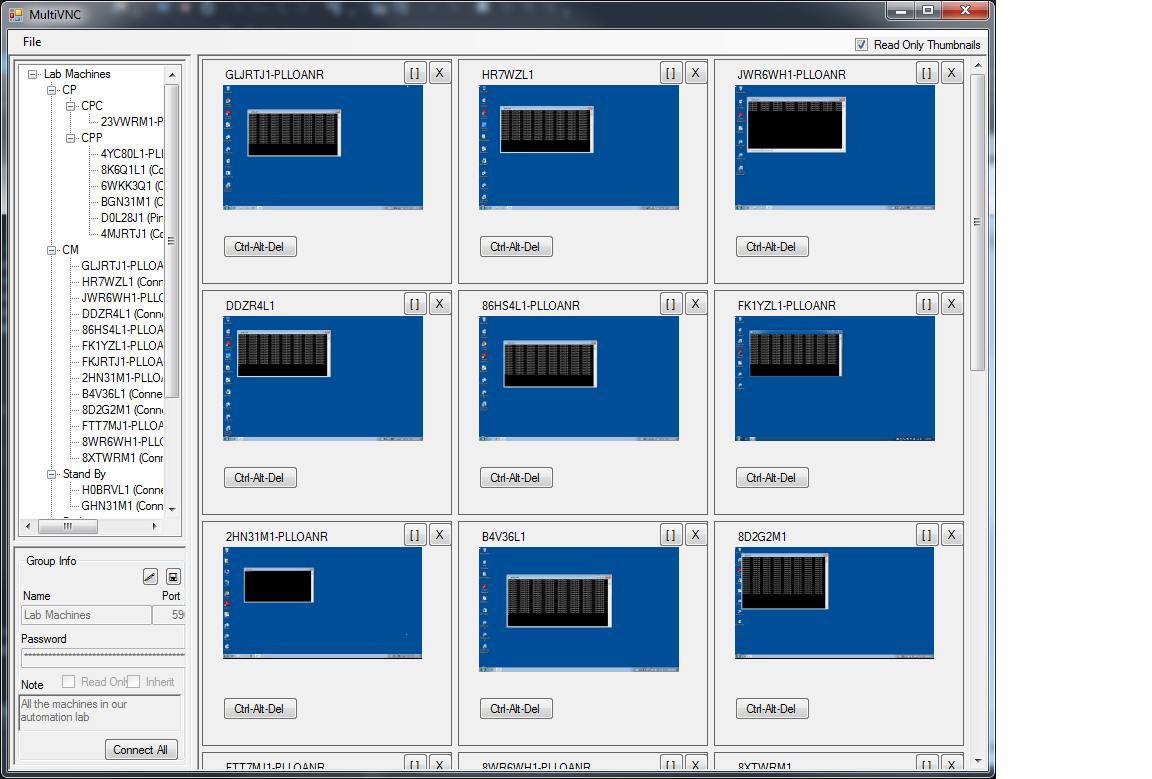 MultiVNC
File
Read Only Thumbnails
Lab Machines
CP
CPC
23VWRM1-P
CPP
4YC80L1-PLI
8K6Q1L1 (Co
6WKK3Q1 (C
BGN31M1 (C
D0L28J1 (Pin
4MJRTJ1 (Co
CM
GLJRTJ1-PLLOA
HR7WZL1 (Conn
JWR6WH1-PLLC
DDZR4L1 (Conne
86HS4L1-PLLOA
FK1YZL1-PLLOA
FKJRTJ1-PLLOA
2HN31M1-PLLO
B4V36L1 (Conne
8D2G2M1 (Conn
FTT7MJ1-PLLOA
8WR6WH1-PLLC
8XTWRM1 (Conr
Stand By
H0BRVL1 (Conne
GHN31M1 (Conn
Group Info
Name
Port
Lab Machines
590
Password
Note
Read Only
Inherit
All the machines in our
automation lab
Connect All
GLJRTJ1-PLLOANR
[ ]
X
Ctrl-Alt-Del
HR7WZL1
[ ]
X
Ctrl-Alt-Del
JWR6WH1-PLLOANR
[ ]
X
Ctrl-Alt-Del
DDZR4L1
[ ]
X
Ctrl-Alt-Del
86HS4L1-PLLOANR
[ ]
X
Ctrl-Alt-Del
FK1YZL1-PLLOANR
[ ]
X
Ctrl-Alt-Del
2HN31M1-PLLOANR
[ ]
X
Ctrl-Alt-Del
B4V36L1
[ ]
X
Ctrl-Alt-Del
8D2G2M1
[ ]
X
Ctrl-Alt-Del
FTT7MJ1-PLLOANR
[ ]
X
8WR6WH1-PLLOANR
[ ]
X
8XTWRM1
[ ]
X